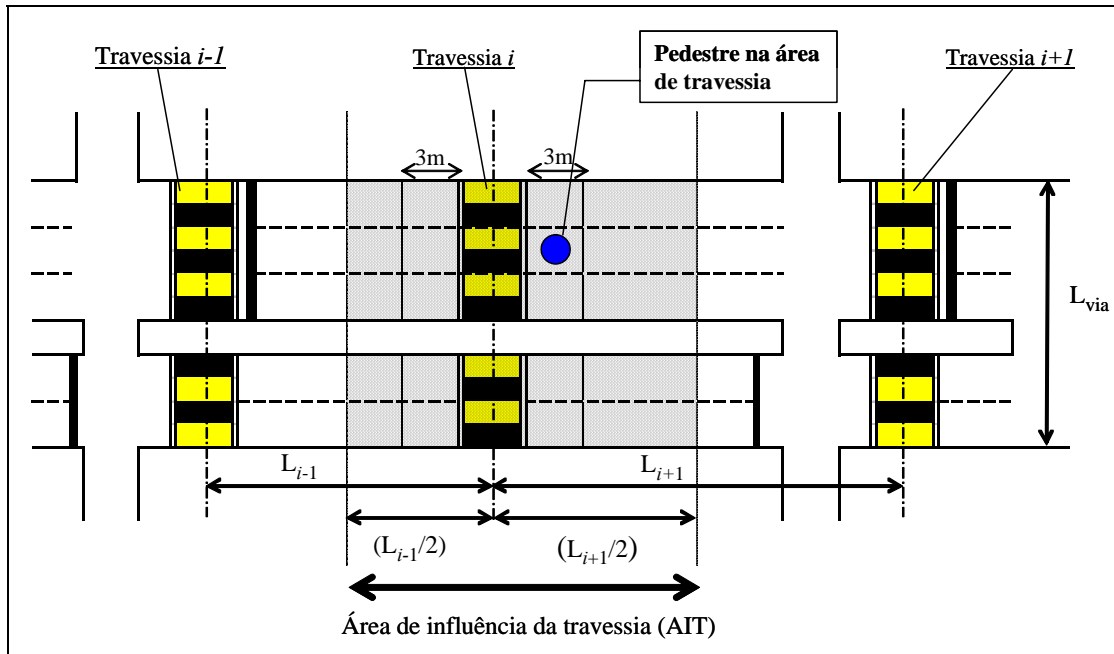 Travessia i-1
Travessia i
Pedestre na área
de travessia
Travessia i+1
3m
3m
Lvia
Li-1
Li+1
(Li-1/2)
(Li+1/2)
Área de influência da travessia (AIT)